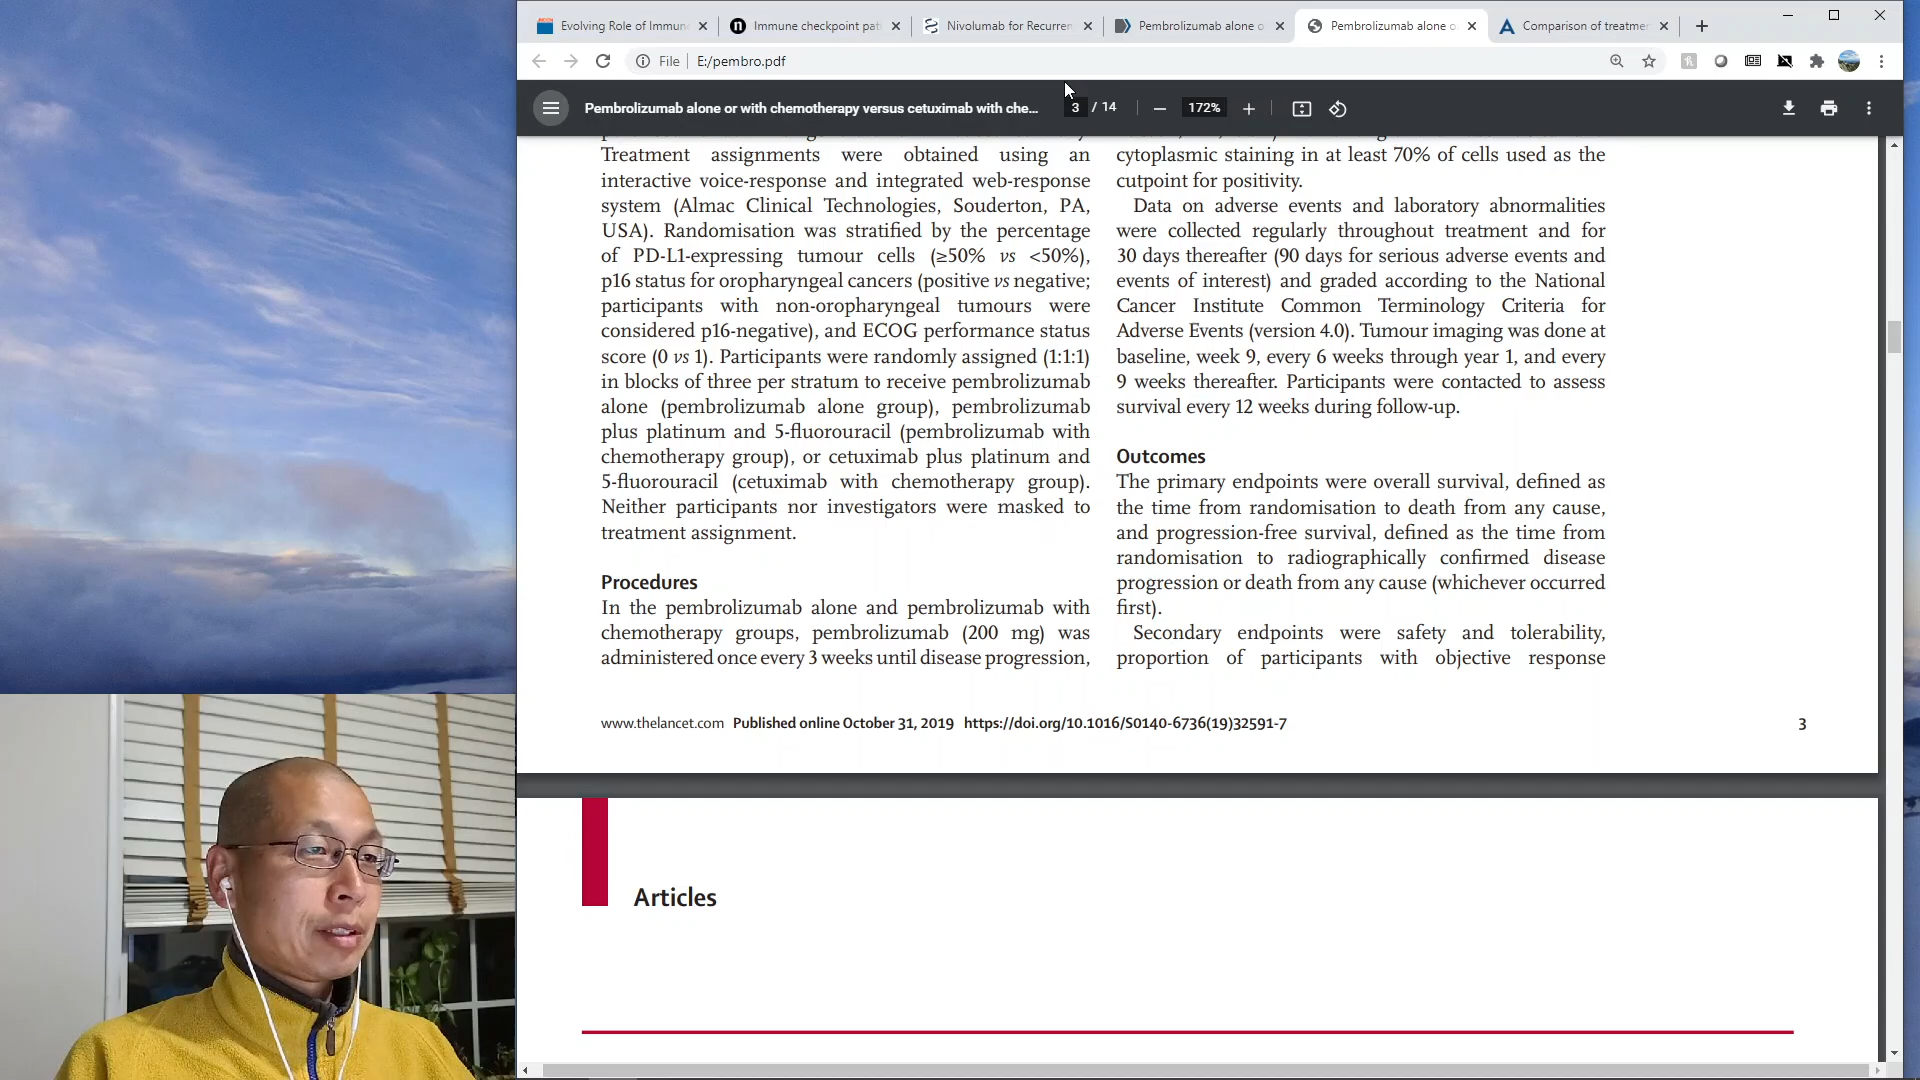 Evolving Role of Immune
Immune checkpoint pat
Nivolumab for Recurren
Pembrolizumab alone o
Pembrolizumab alone o
Comparison of treatmen
File
E:/pembro.pdf
Pembrolizumab alone or with chemotherapy versus cetuximab with che...
3 / 14
172%
Treatment assignments were obtained using an
interactive voice-response and integrated web-response
system (Almac Clinical Technologies, Souderton, PA,
USA). Randomisation was stratified by the percentage
of PD-L1-expressing tumour cells (≥50% vs <50%),
p16 status for oropharyngeal cancers (positive vs negative;
participants with non-oropharyngeal tumours were
considered p16-negative), and ECOG performance status
score (0 vs 1). Participants were randomly assigned (1:1:1)
in blocks of three per stratum to receive pembrolizumab
alone (pembrolizumab alone group), pembrolizumab
plus platinum and 5-fluorouracil (pembrolizumab with
chemotherapy group), or cetuximab plus platinum and
5-fluorouracil (cetuximab with chemotherapy group).
Neither participants nor investigators were masked to
treatment assignment.
Procedures
In the pembrolizumab alone and pembrolizumab with
chemotherapy groups, pembrolizumab (200 mg) was
administered once every 3 weeks until disease progression,
cytoplasmic staining in at least 70% of cells used as the
cutpoint for positivity.
Data on adverse events and laboratory abnormalities
were collected regularly throughout treatment and for
30 days thereafter (90 days for serious adverse events and
events of interest) and graded according to the National
Cancer Institute Common Terminology Criteria for
Adverse Events (version 4.0). Tumour imaging was done at
baseline, week 9, every 6 weeks through year 1, and every
9 weeks thereafter. Participants were contacted to assess
survival every 12 weeks during follow-up.
Outcomes
The primary endpoints were overall survival, defined as
the time from randomisation to death from any cause,
and progression-free survival, defined as the time from
randomisation to radiographically confirmed disease
progression or death from any cause (whichever occurred
first).
Secondary endpoints were safety and tolerability,
proportion of participants with objective response
www.thelancet.com Published online October 31, 2019 https://doi.org/10.1016/S0140-6736(19)32591-7
3
Articles